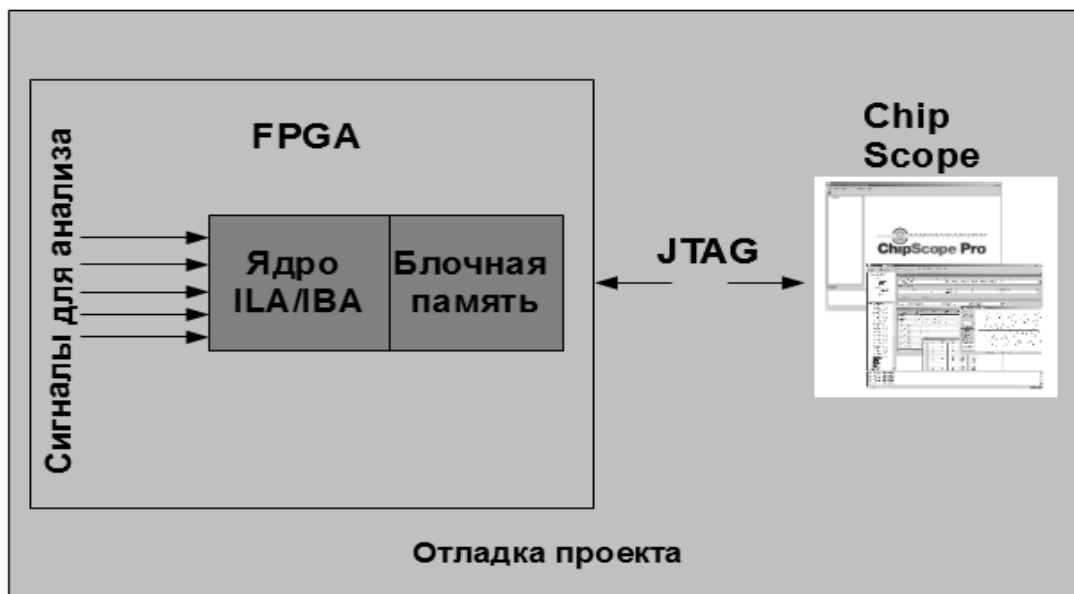 Сигналы для анализа
FPGA
Ядро
ILA/IBA
Блочная
память
JTAG
Chip
Scope
ChipScope Pro
Отладка проекта